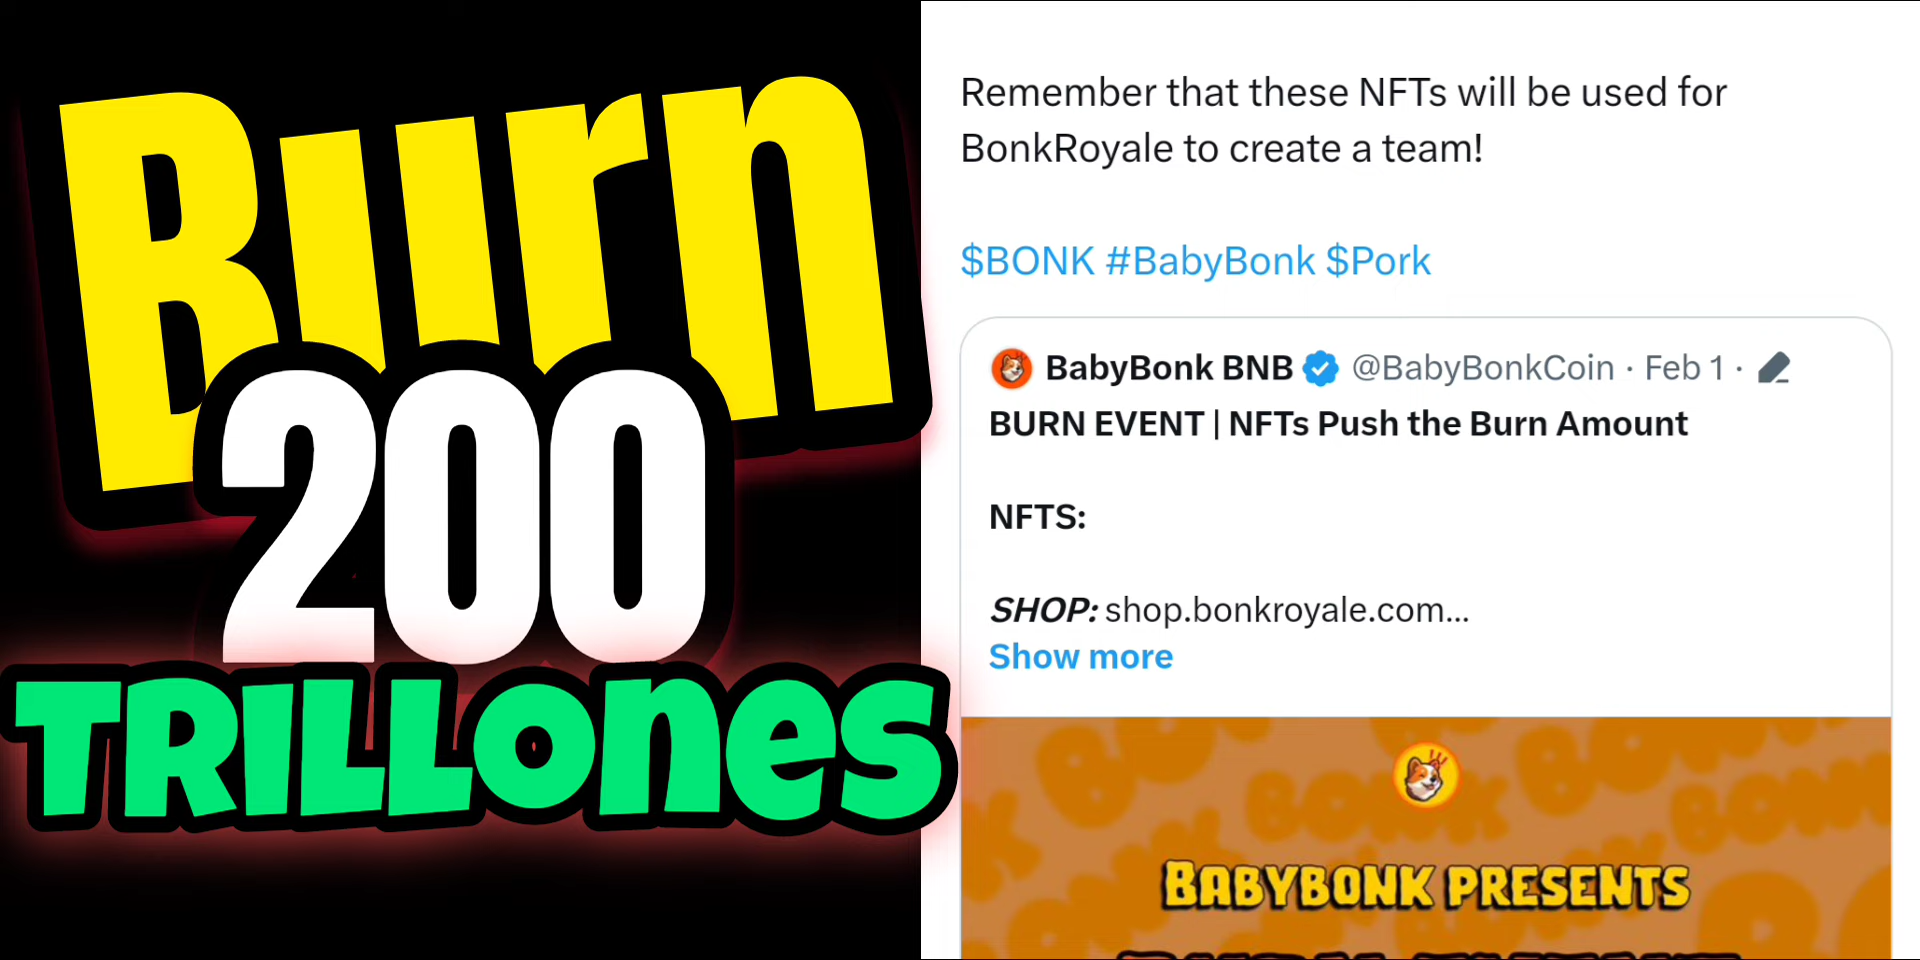 Burn
200
TRILLONES
Remember that these NFTs will be used for
BonkRoyale to create a team!
$BONK #BabyBonk $Pork
BabyBonk BNB @BabyBonkCoin · Feb 1 ·
BURN EVENT | NFTs Push the Burn Amount
NFTS:
SHOP: shop.bonkroyale.com...
Show more
BABYBONK PRESENTS